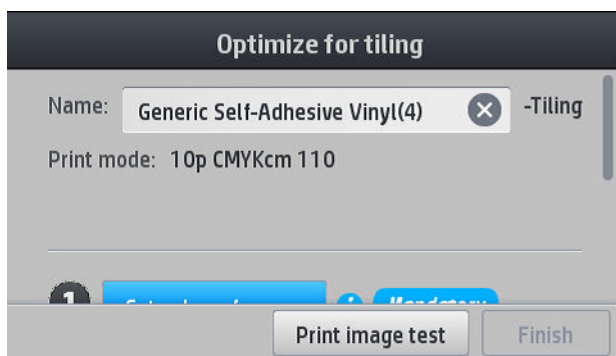 Optimize for tiling
Name: Generic Self-Adhesive Vinyl(4) -Tiling
Print mode: 10p CMYKcm 110
1 Mandatory
Print image test Finish